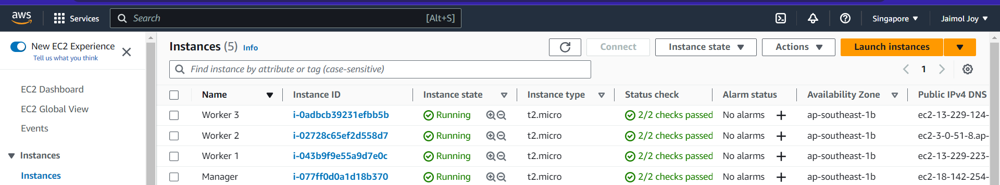 aws Services Search [Alt+S] Singapore Jaimol Joy
New EC2 Experience
Tell us what you think
EC2 Dashboard
EC2 Global View
Events
Instances
Instances
Instances (5) Info Connect Instance state Actions Launch instances
Find instance by attribute or tag (case-sensitive) 1
Name Instance ID Instance state Instance type Status check Alarm status Availability Zone Public IPv4 DNS
Worker 3 i-0adbcb39231efbb5b Running t2.micro 2/2 checks passed No alarms ap-southeast-1b ec2-13-229-124-
Worker 2 i-02728c65ef2d558d7 Running t2.micro 2/2 checks passed No alarms ap-southeast-1b ec2-3-0-51-8.ap-
Worker 1 i-043b9f9e55a9d7e0c Running t2.micro 2/2 checks passed No alarms ap-southeast-1b ec2-13-229-223-
Manager i-077ff0d0a1d18b370 Running t2.micro 2/2 checks passed No alarms ap-southeast-1b ec2-18-142-254-